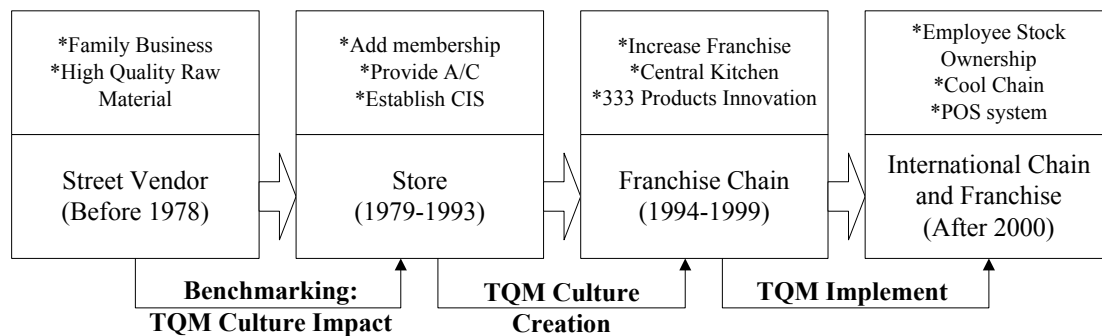 *Family Business
*High Quality Raw
Material
*Add membership
*Provide A/C
*Establish CIS
*Increase Franchise
*Central Kitchen
*333 Products Innovation
*Employee Stock
Ownership
*Cool Chain
*POS system
Street Vendor
(Before 1978)
Store
(1979-1993)
Franchise Chain
(1994-1999)
International Chain
and Franchise
(After 2000)
Benchmarking:
TQM Culture Impact
TQM Culture
Creation
TQM Implement